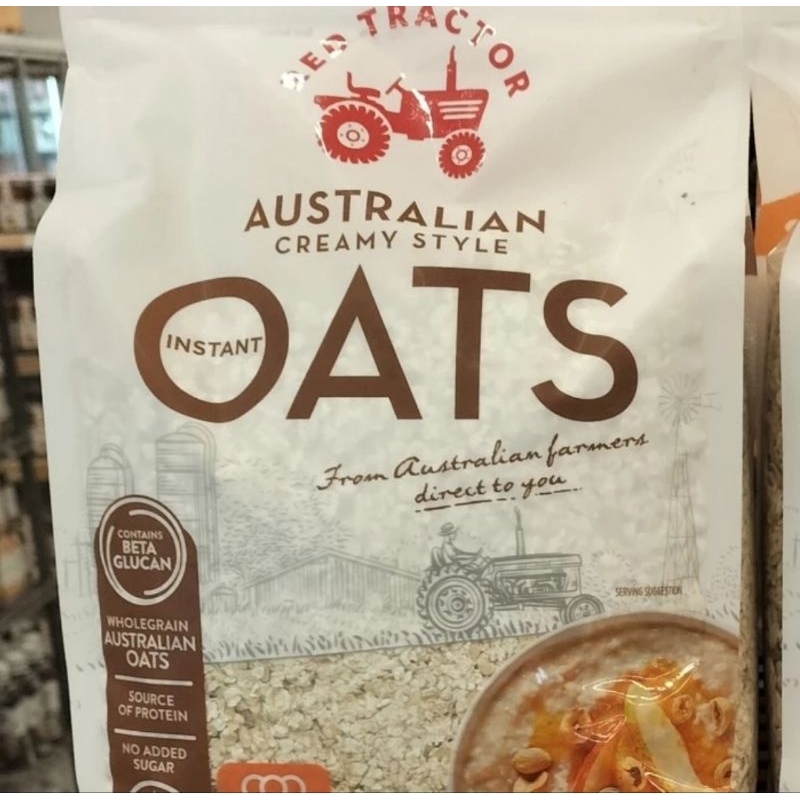 RED TRACTOR
AUSTRALIAN
CREAMY STYLE
OATS
INSTANT
From Australian farmers
direct to you
CONTAINS
BETA
GLUCAN
SERVING SUGGESTION
WHOLEGRAIN
AUSTRALIAN
OATS
SOURCE
OF PROTEIN
NO ADDED
SUGAR